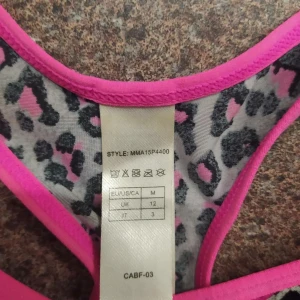 STYLE: MMA15P4400
EU/US/CA M
UK 12
IT 3
CABF-03